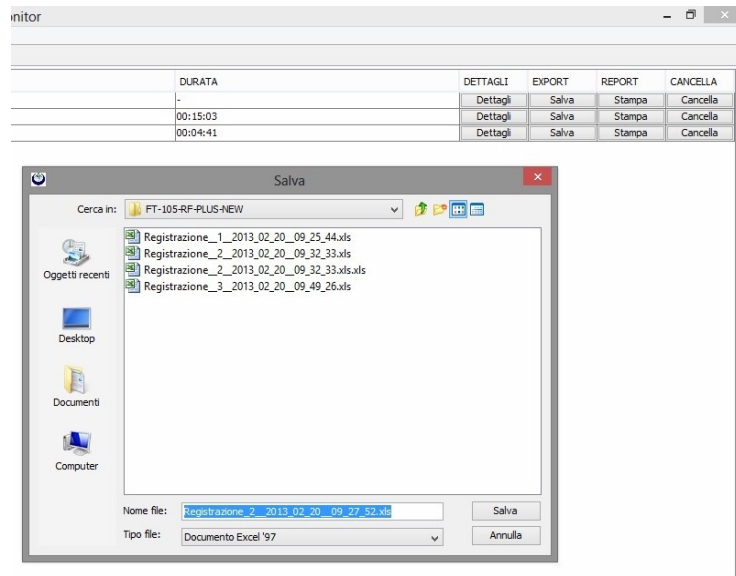 onitor
DURATA DETTAGLI EXPORT REPORT CANCELLA
- Dettagli Salva Stampa Cancella
00:15:03 Dettagli Salva Stampa Cancella
00:04:41 Dettagli Salva Stampa Cancella
Salva
Cerca in: FT-105-RF-PLUS-NEW
Registrazione__1__2013_02_20__09_25_44.xls
Registrazione__2__2013_02_20__09_32_33.xls
Registrazione__2__2013_02_20__09_32_33.xls.xls
Registrazione__3__2013_02_20__09_49_26.xls
Oggetti recenti
Desktop
Documenti
Computer
Nome file: Registrazione_2__2013_02_20__09_27_52.xls Salva
Tipo file: Documento Excel '97 Annulla